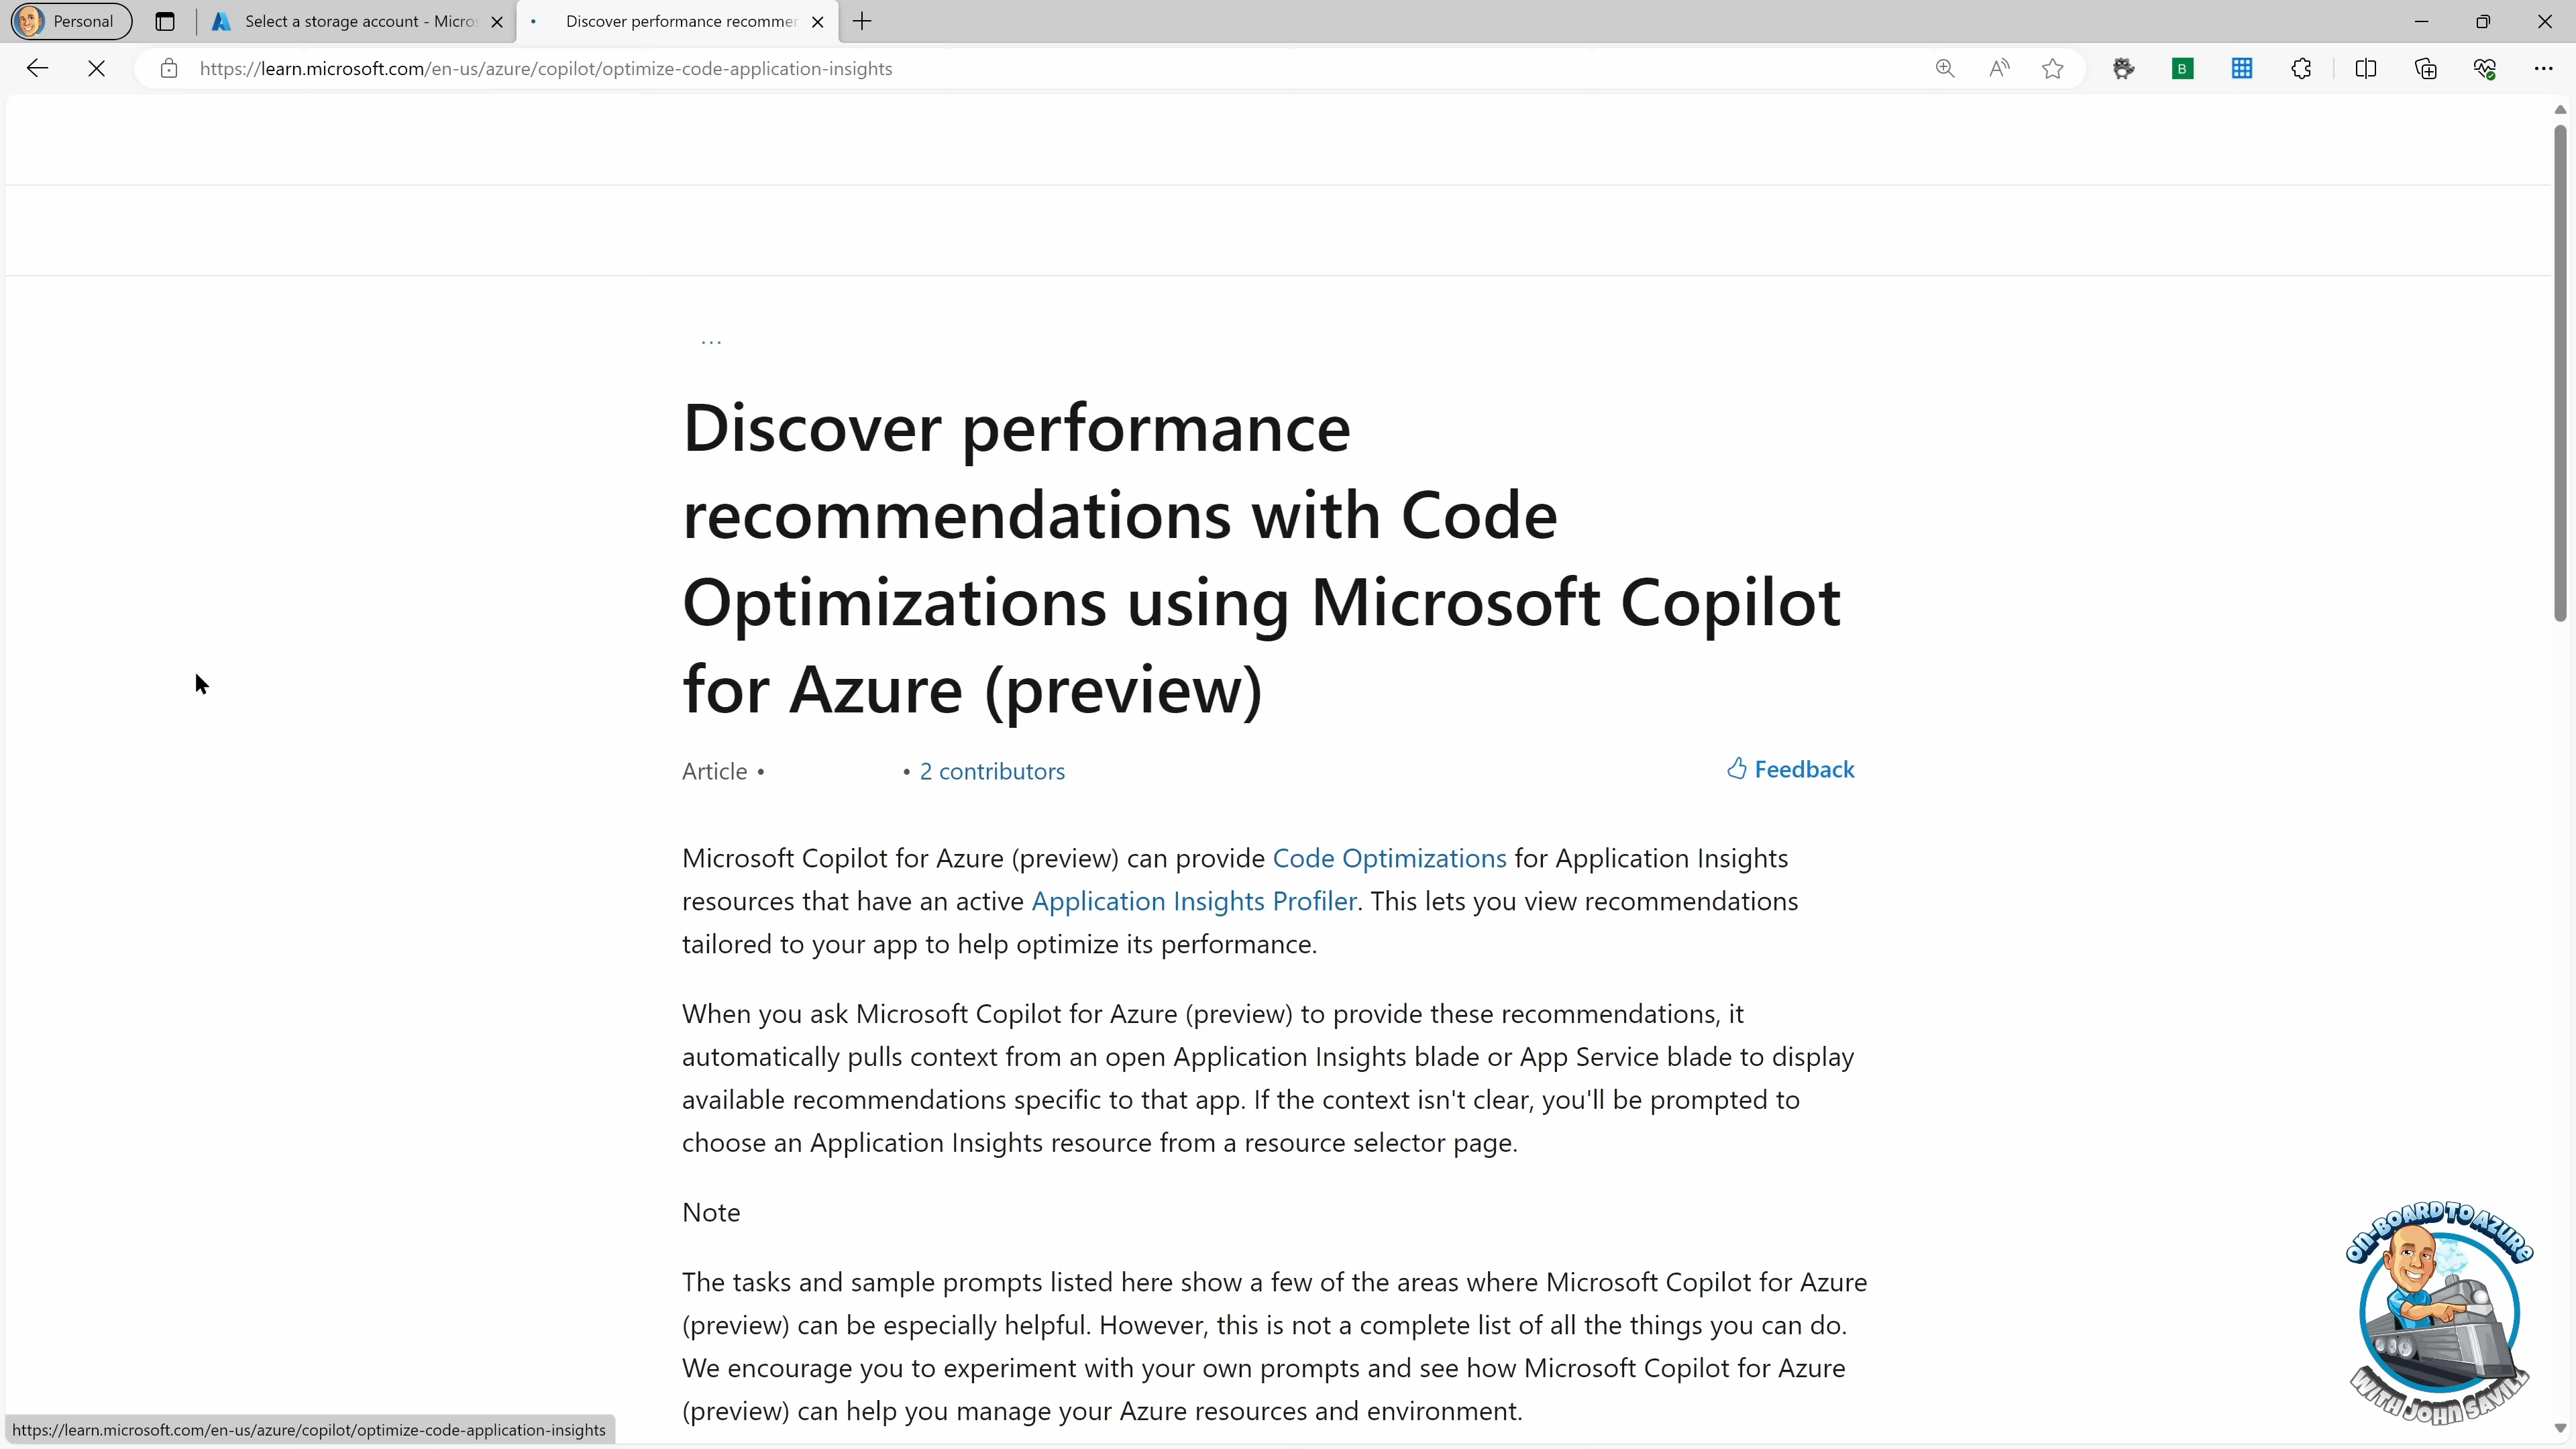 Personal
Select a storage account - Micros
Discover performance recommen
https://learn.microsoft.com/en-us/azure/copilot/optimize-code-application-insights
B
...
Discover performance
recommendations with Code
Optimizations using Microsoft Copilot
for Azure (preview)
Article • • 2 contributors
Feedback
Microsoft Copilot for Azure (preview) can provide Code Optimizations for Application Insights
resources that have an active Application Insights Profiler. This lets you view recommendations
tailored to your app to help optimize its performance.
When you ask Microsoft Copilot for Azure (preview) to provide these recommendations, it
automatically pulls context from an open Application Insights blade or App Service blade to display
available recommendations specific to that app. If the context isn't clear, you'll be prompted to
choose an Application Insights resource from a resource selector page.
Note
The tasks and sample prompts listed here show a few of the areas where Microsoft Copilot for Azure
(preview) can be especially helpful. However, this is not a complete list of all the things you can do.
We encourage you to experiment with your own prompts and see how Microsoft Copilot for Azure
(preview) can help you manage your Azure resources and environment.
ON-BOARD TO AZURE
WITH JOHN SAVILL
https://learn.microsoft.com/en-us/azure/copilot/optimize-code-application-insights